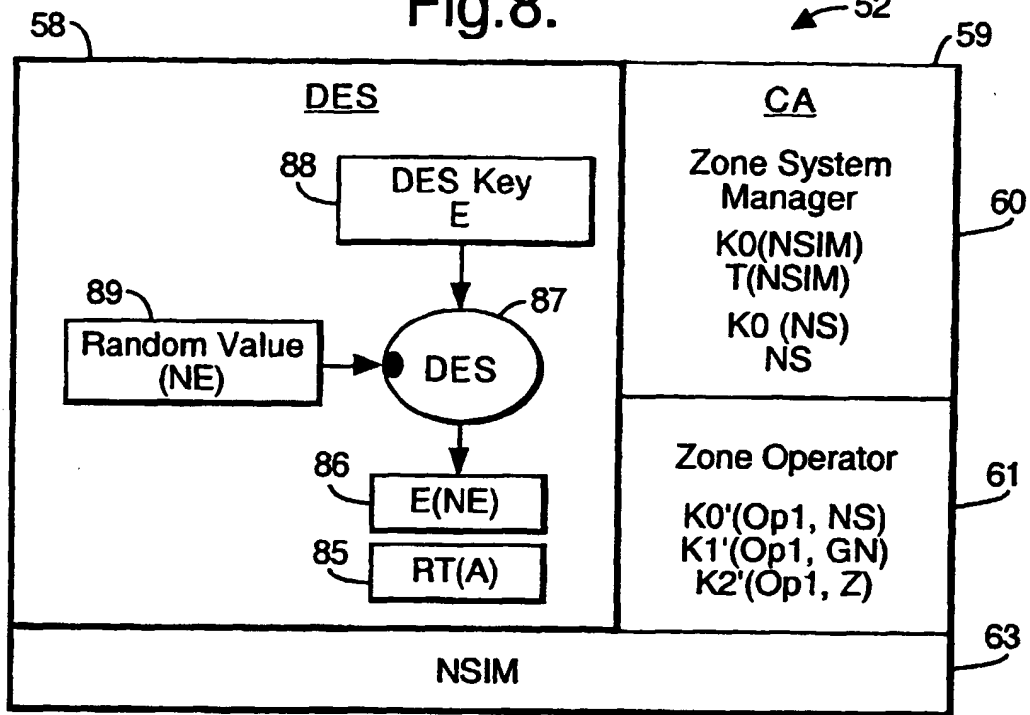 Fig.8.
52
58
59
DES
CA
88
DES Key
E
Zone System
Manager
60
K0(NSIM)
T(NSIM)
K0 (NS)
NS
89
Random Value
(NE)
87
DES
86
E(NE)
85
RT(A)
Zone Operator
61
K0'(Op1, NS)
K1'(Op1, GN)
K2'(Op1, Z)
63
NSIM